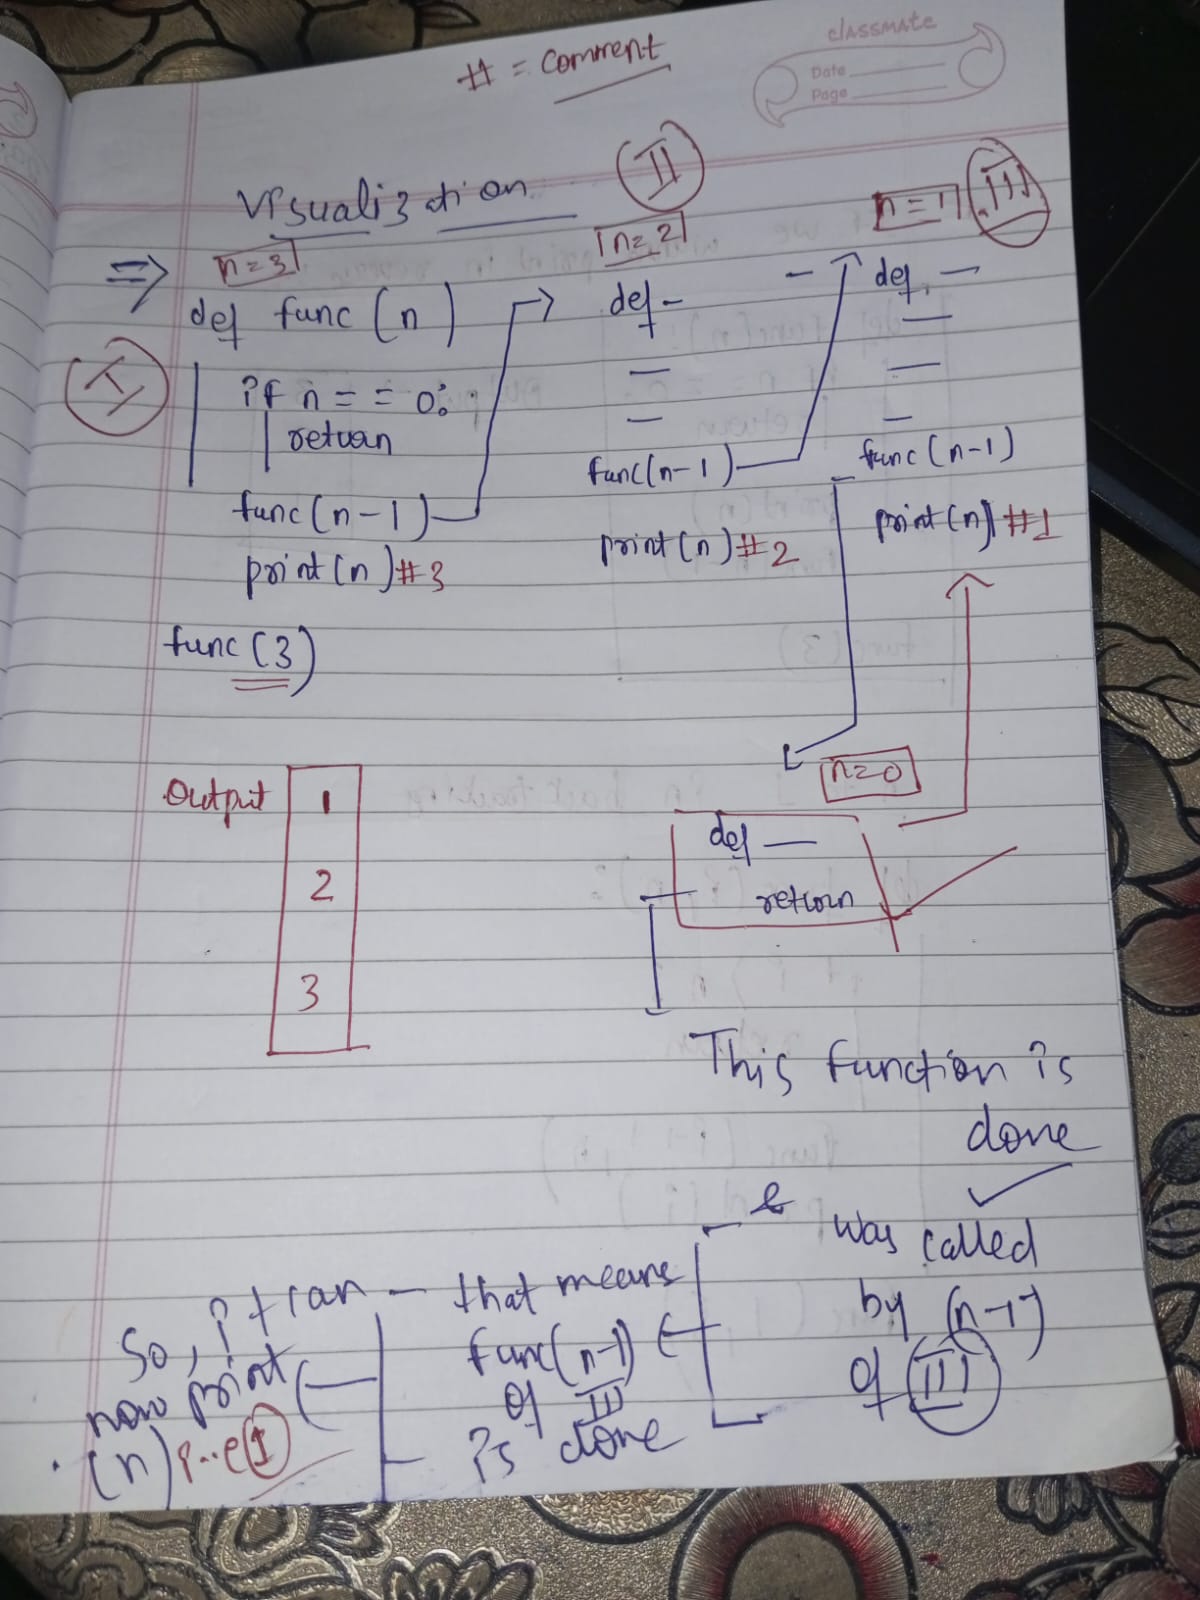 # = Comment
classmate
Date
Page
Visualization
II
n=3
n=2
n=1
III
=> def func(n)
def -
- def, -
I
if n == 0:
return
func(n-1)
print(n) #3
func(n-1)
print(n) #2
func(n-1)
print(n) #1
func(3)
Output
1
2
3
n=0
def —
return
This function is
done
& was called
by (n-1)
of III
that means
func(n-1)
of III
is done
So, it can
now print
(n) i.e 1